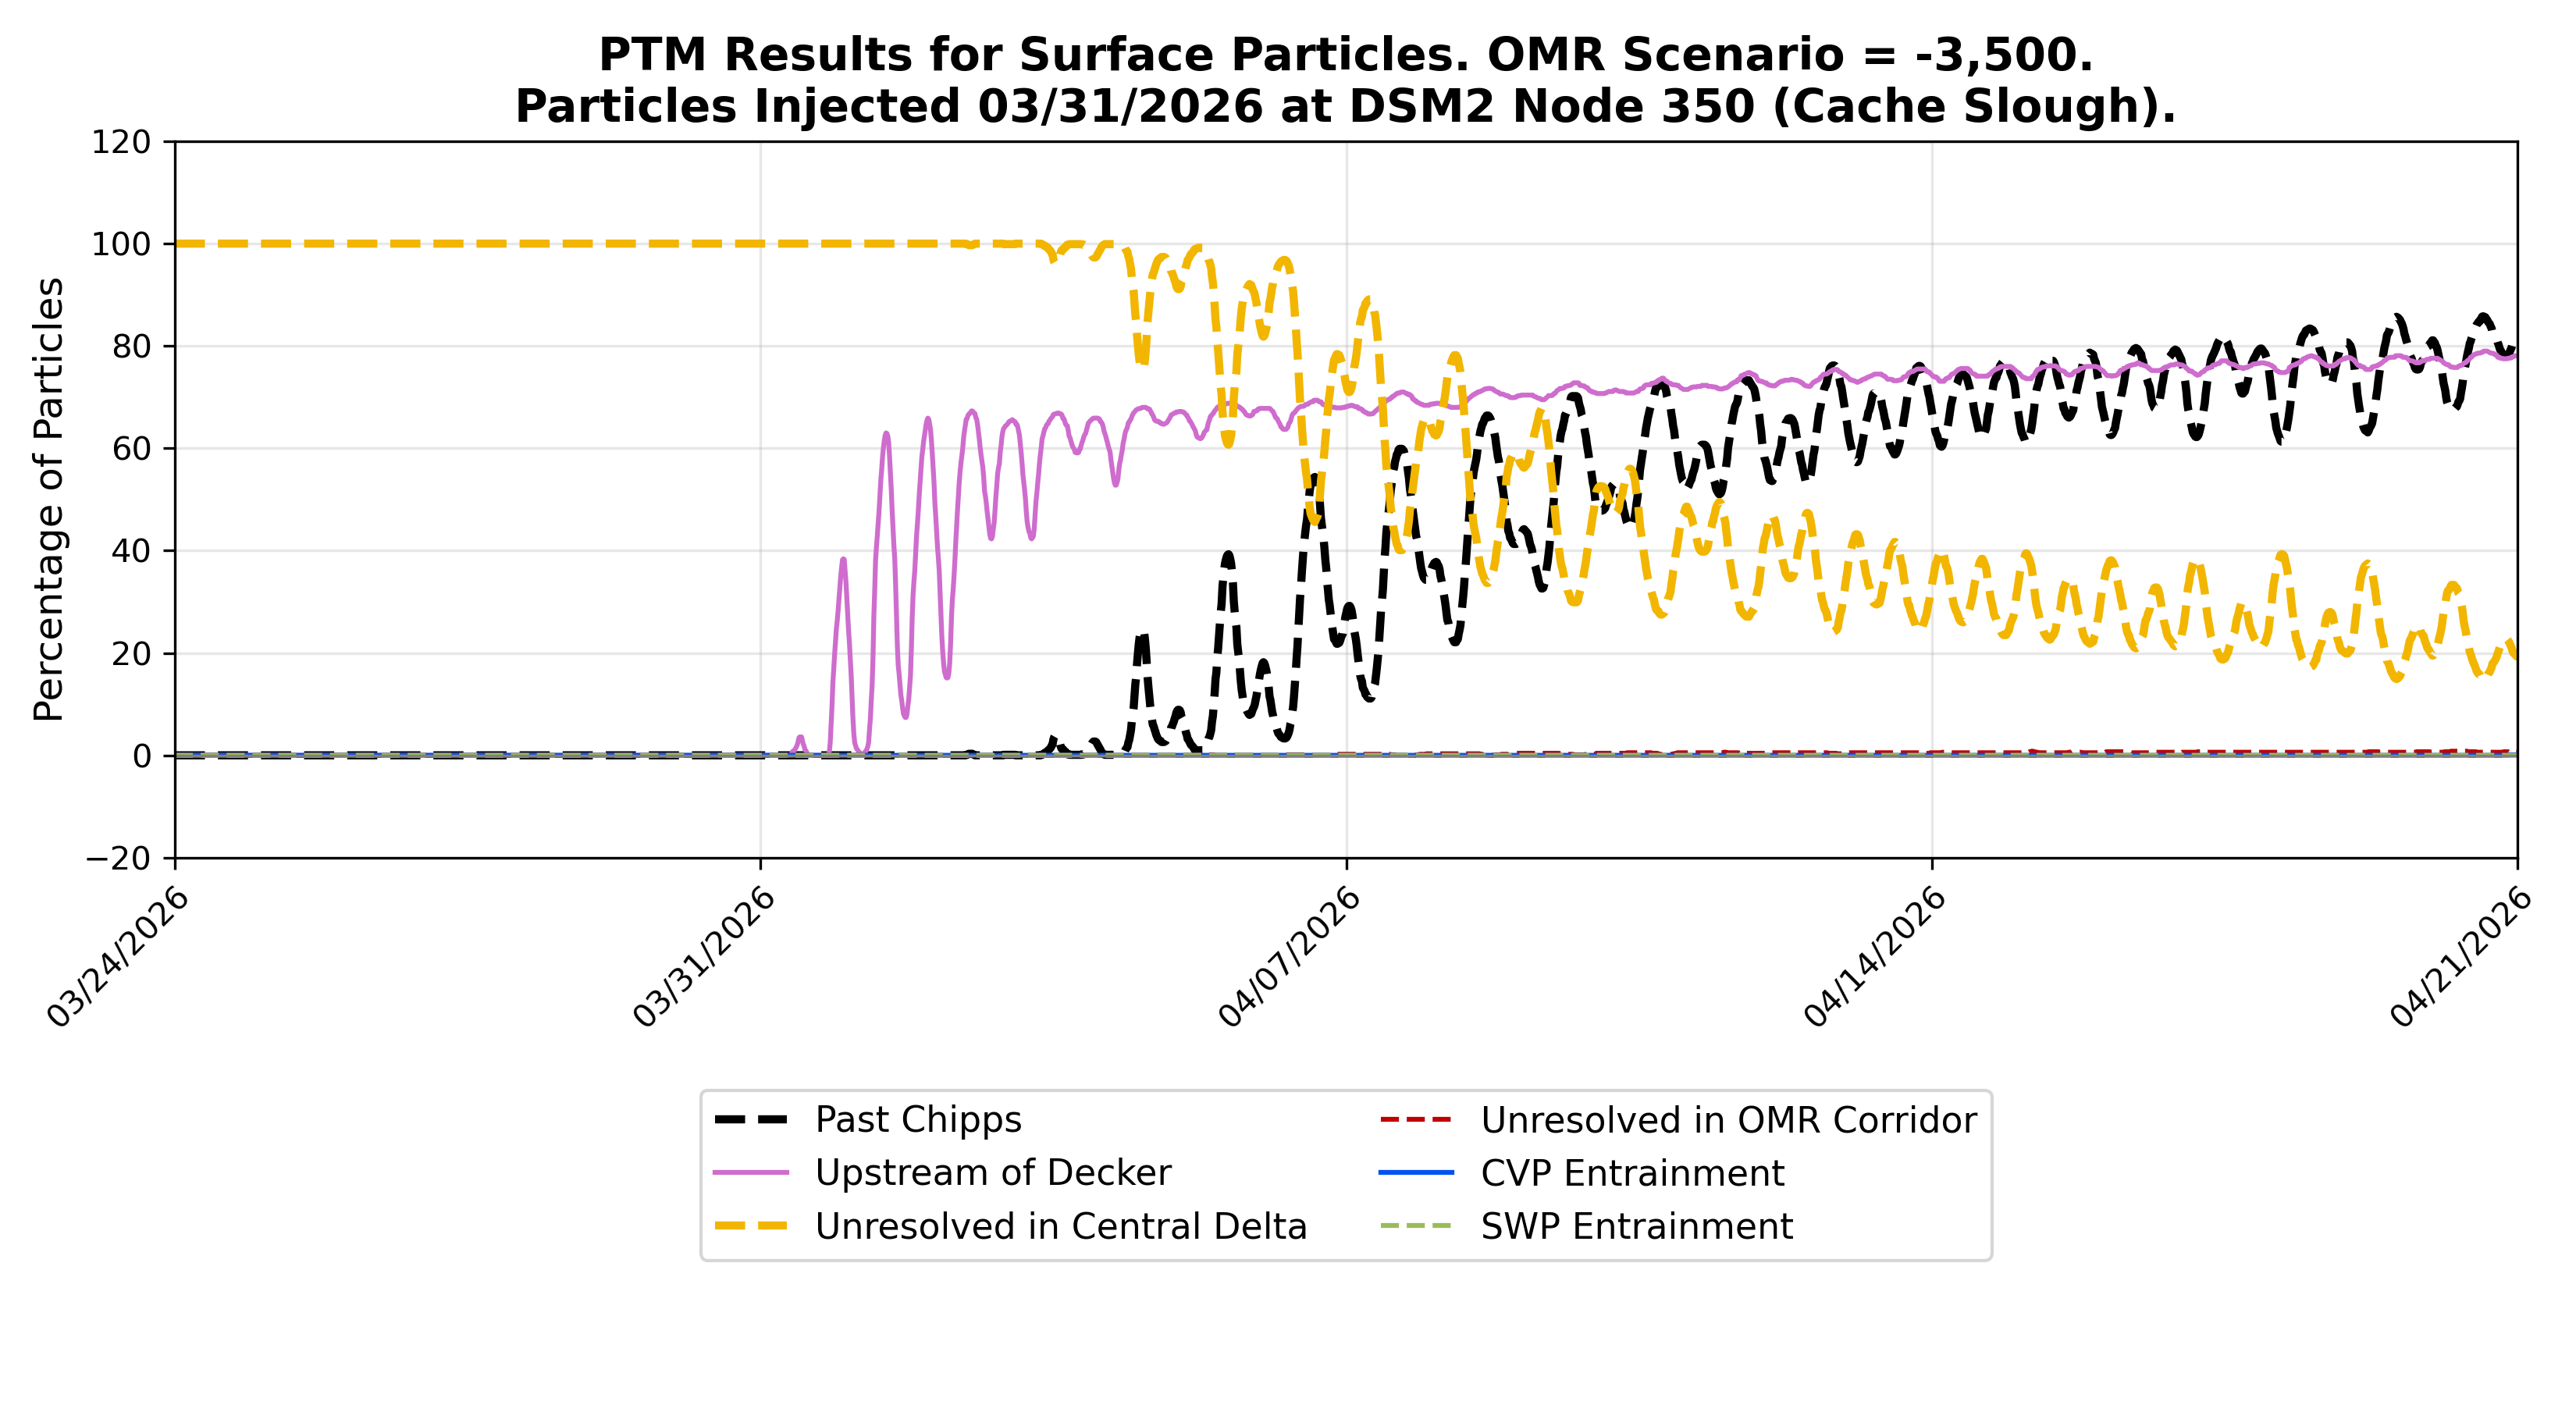 PTM Results for Surface Particles. OMR Scenario = -3,500.
Particles Injected 03/31/2026 at DSM2 Node 350 (Cache Slough).
Percentage of Particles
120
100
80
60
40
20
0
−20
03/24/2026
03/31/2026
04/07/2026
04/14/2026
04/21/2026
Past Chipps
Upstream of Decker
Unresolved in Central Delta
Unresolved in OMR Corridor
CVP Entrainment
SWP Entrainment